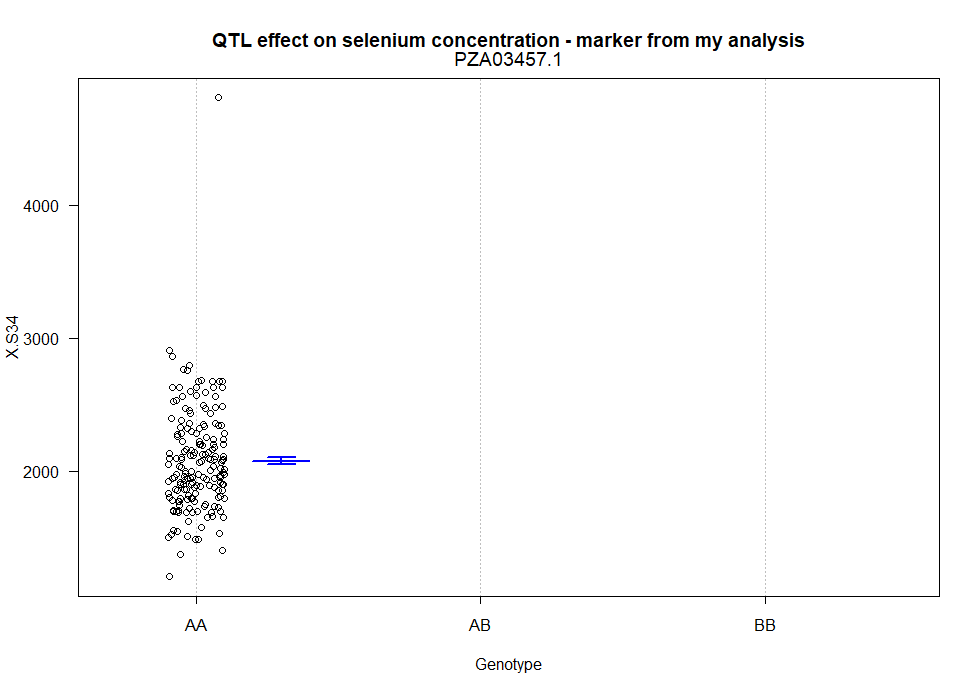 QTL effect on selenium concentration - marker from my analysis
PZA03457.1
4000
3000
2000
X.S34
AA
AB
BB
Genotype